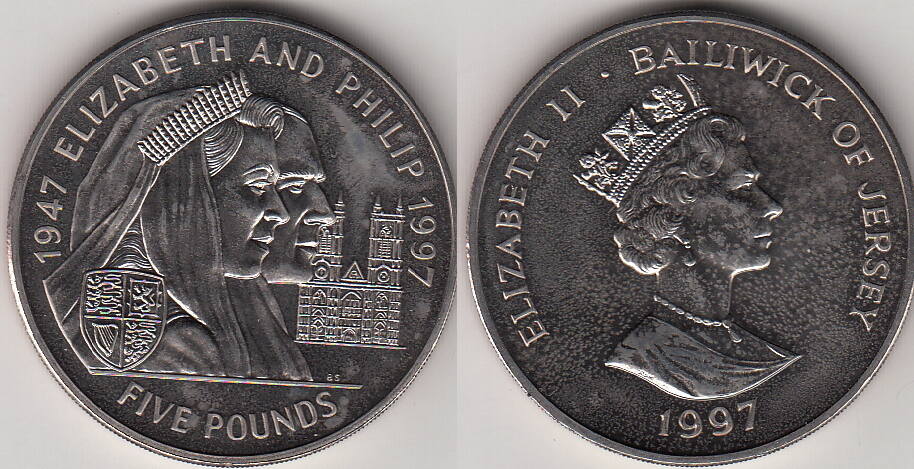 1947 ELIZABETH AND PHILIP 1997
FIVE POUNDS
ELIZABETH II · BAILIWICK OF JERSEY
1997